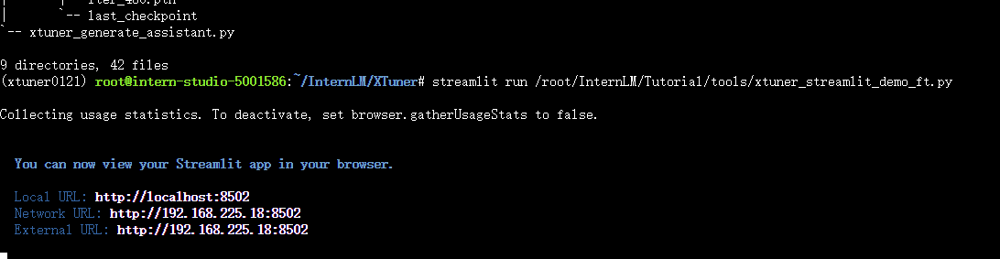 |   |-- iter_480.pth
|       `-- last_checkpoint
`-- xtuner_generate_assistant.py
9 directories, 42 files
(xtuner0121) root@intern-studio-5001586:~/InternLM/XTuner# streamlit run /root/InternLM/Tutorial/tools/xtuner_streamlit_demo_ft.py
Collecting usage statistics. To deactivate, set browser.gatherUsageStats to false.
You can now view your Streamlit app in your browser.
Local URL: http://localhost:8502
Network URL: http://192.168.225.18:8502
External URL: http://192.168.225.18:8502